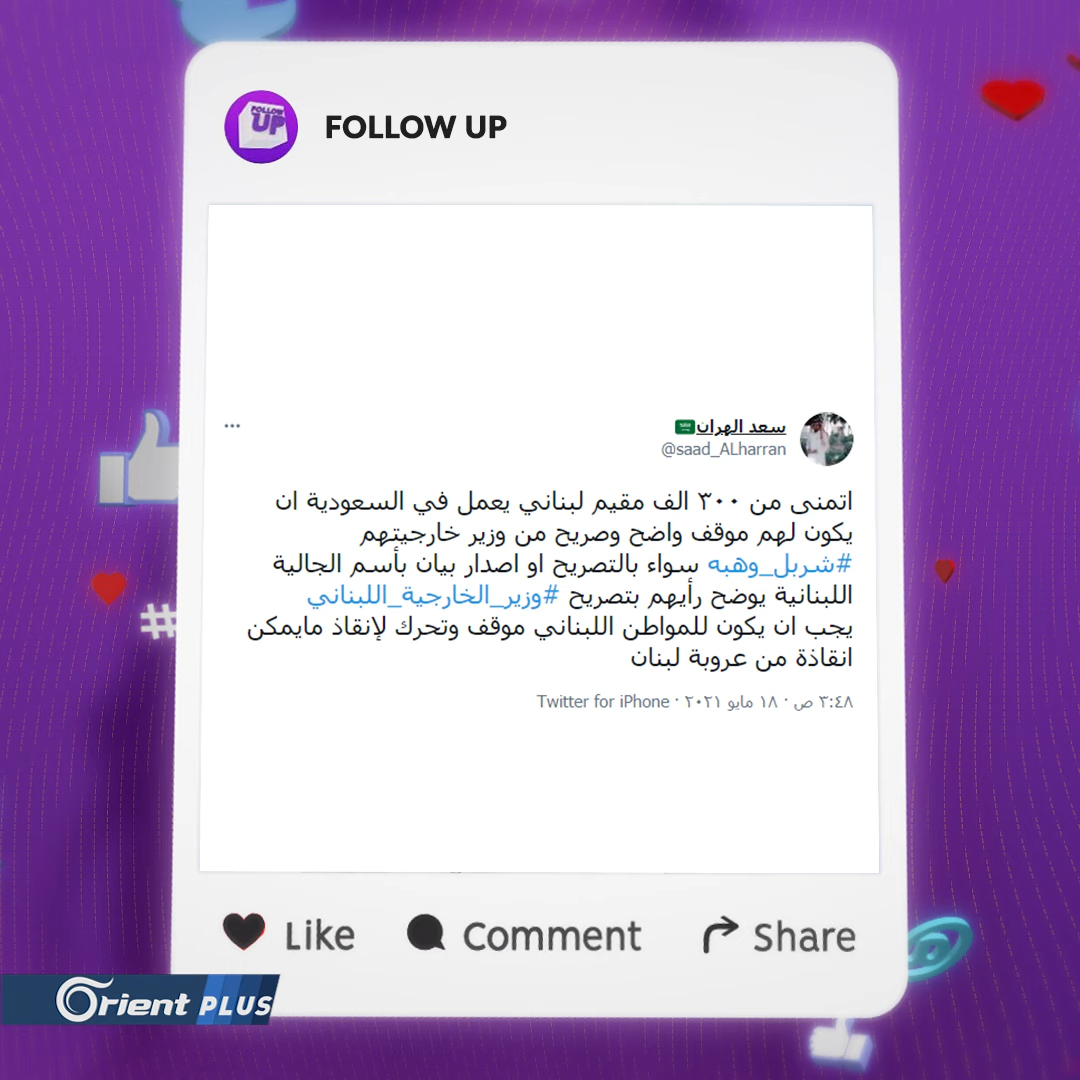 FOLLOW UP
FOLLOW UP
سعد الهران
@saad_ALharran
اتمنى من ٣٠٠ الف مقيم لبناني يعمل في السعودية ان
يكون لهم موقف واضح وصريح من وزير خارجيتهم
#شربل_وهبه سواء بالتصريح او اصدار بيان بأسم الجالية
اللبنانية يوضح رأيهم بتصريح #وزير_الخارجية_اللبناني
يجب ان يكون للمواطن اللبناني موقف وتحرك لإنقاذ مايمكن
انقاذة من عروبة لبنان
٣:٤٨ ص · ١٨ مايو ٢٠٢١ · Twitter for iPhone
Like Comment Share
Orient PLUS
#